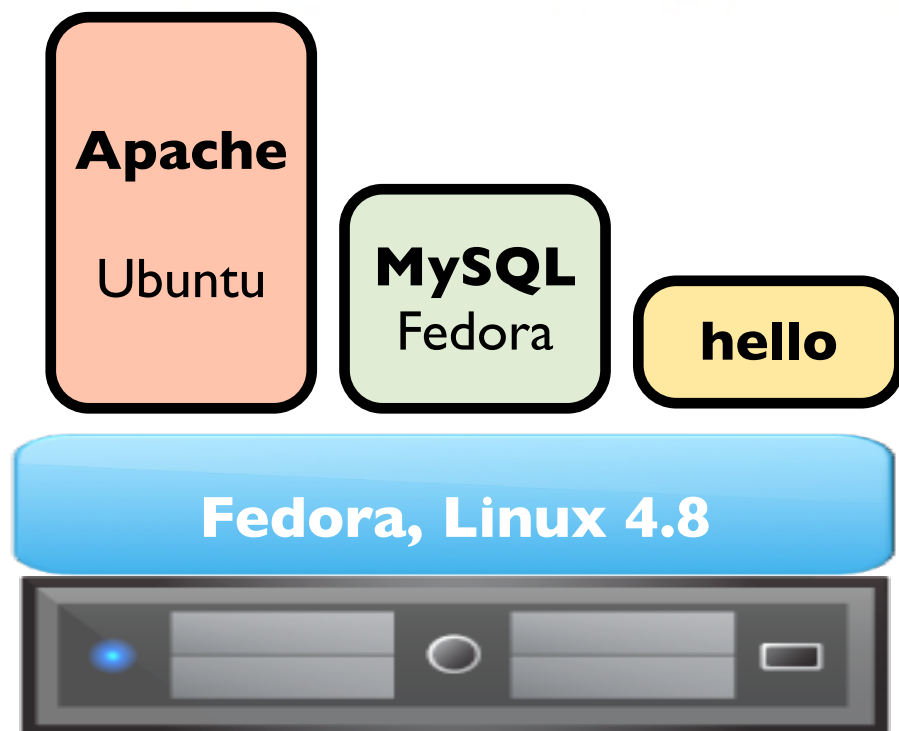 Apache
Ubuntu
MySQL
Fedora
hello
Fedora, Linux 4.8